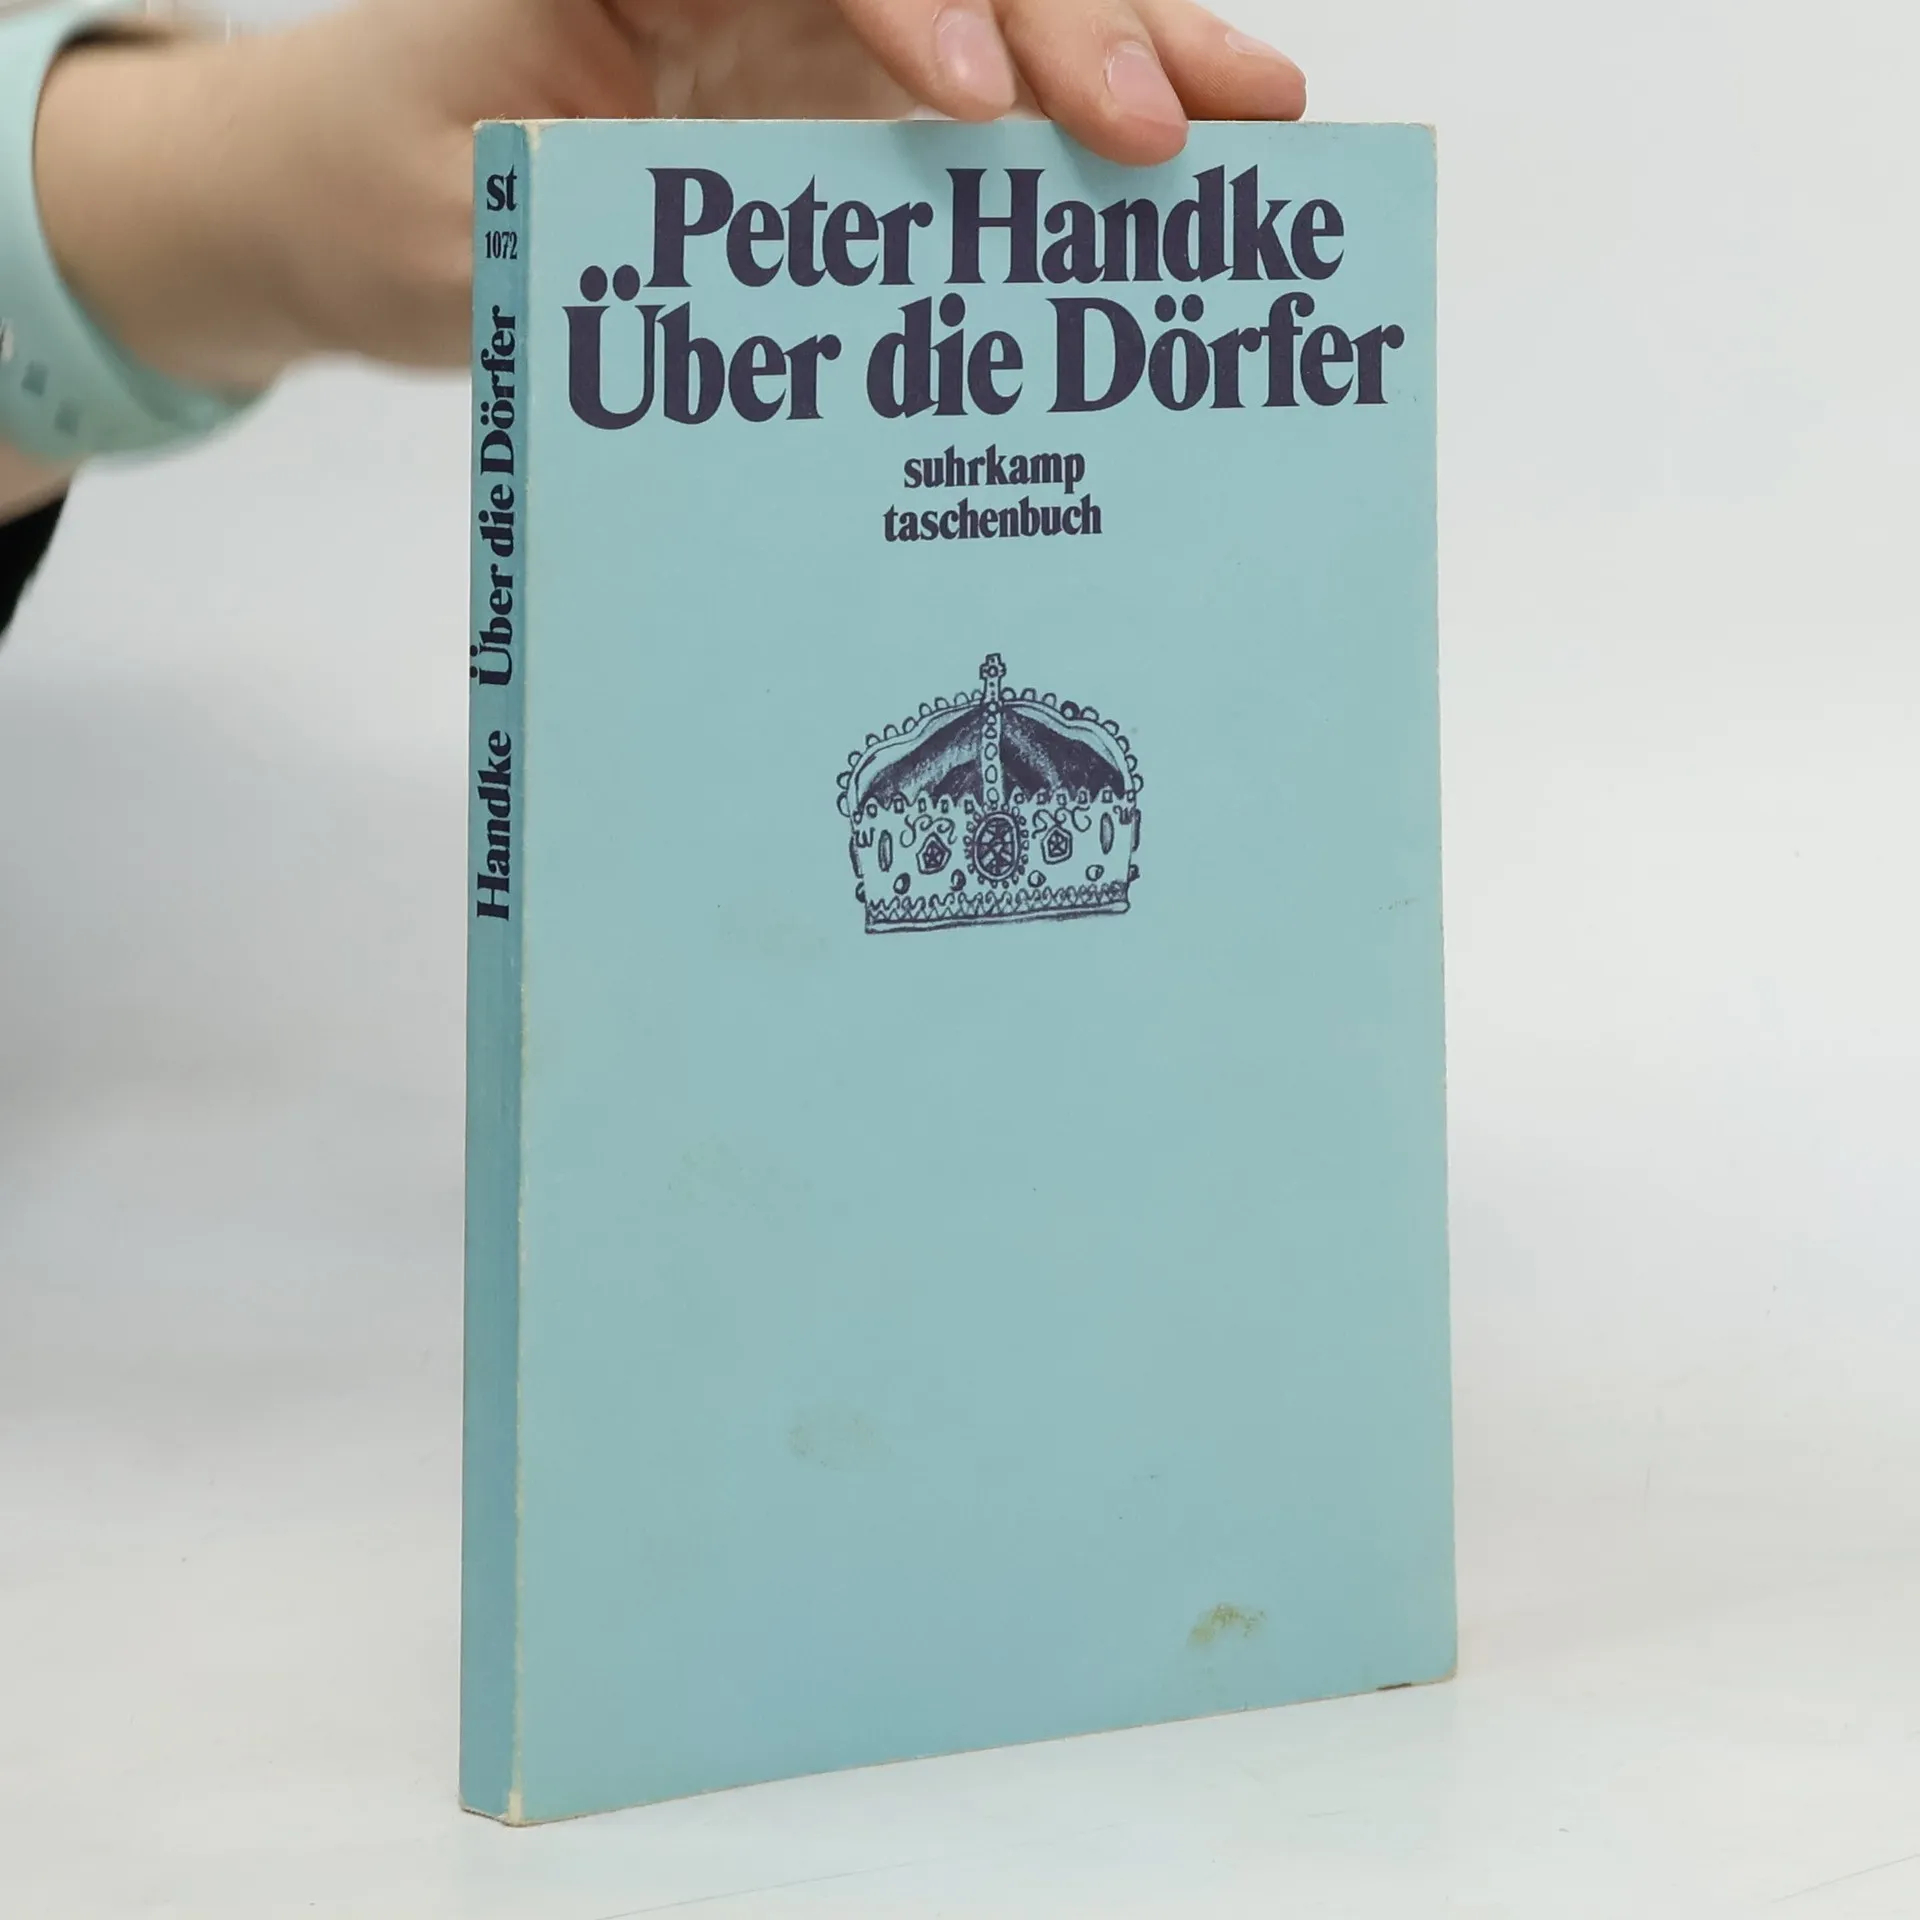 Peter Handke
Über die Dörfer
suhrkamp
taschenbuch
st
1072
Handke Über die Dörfer